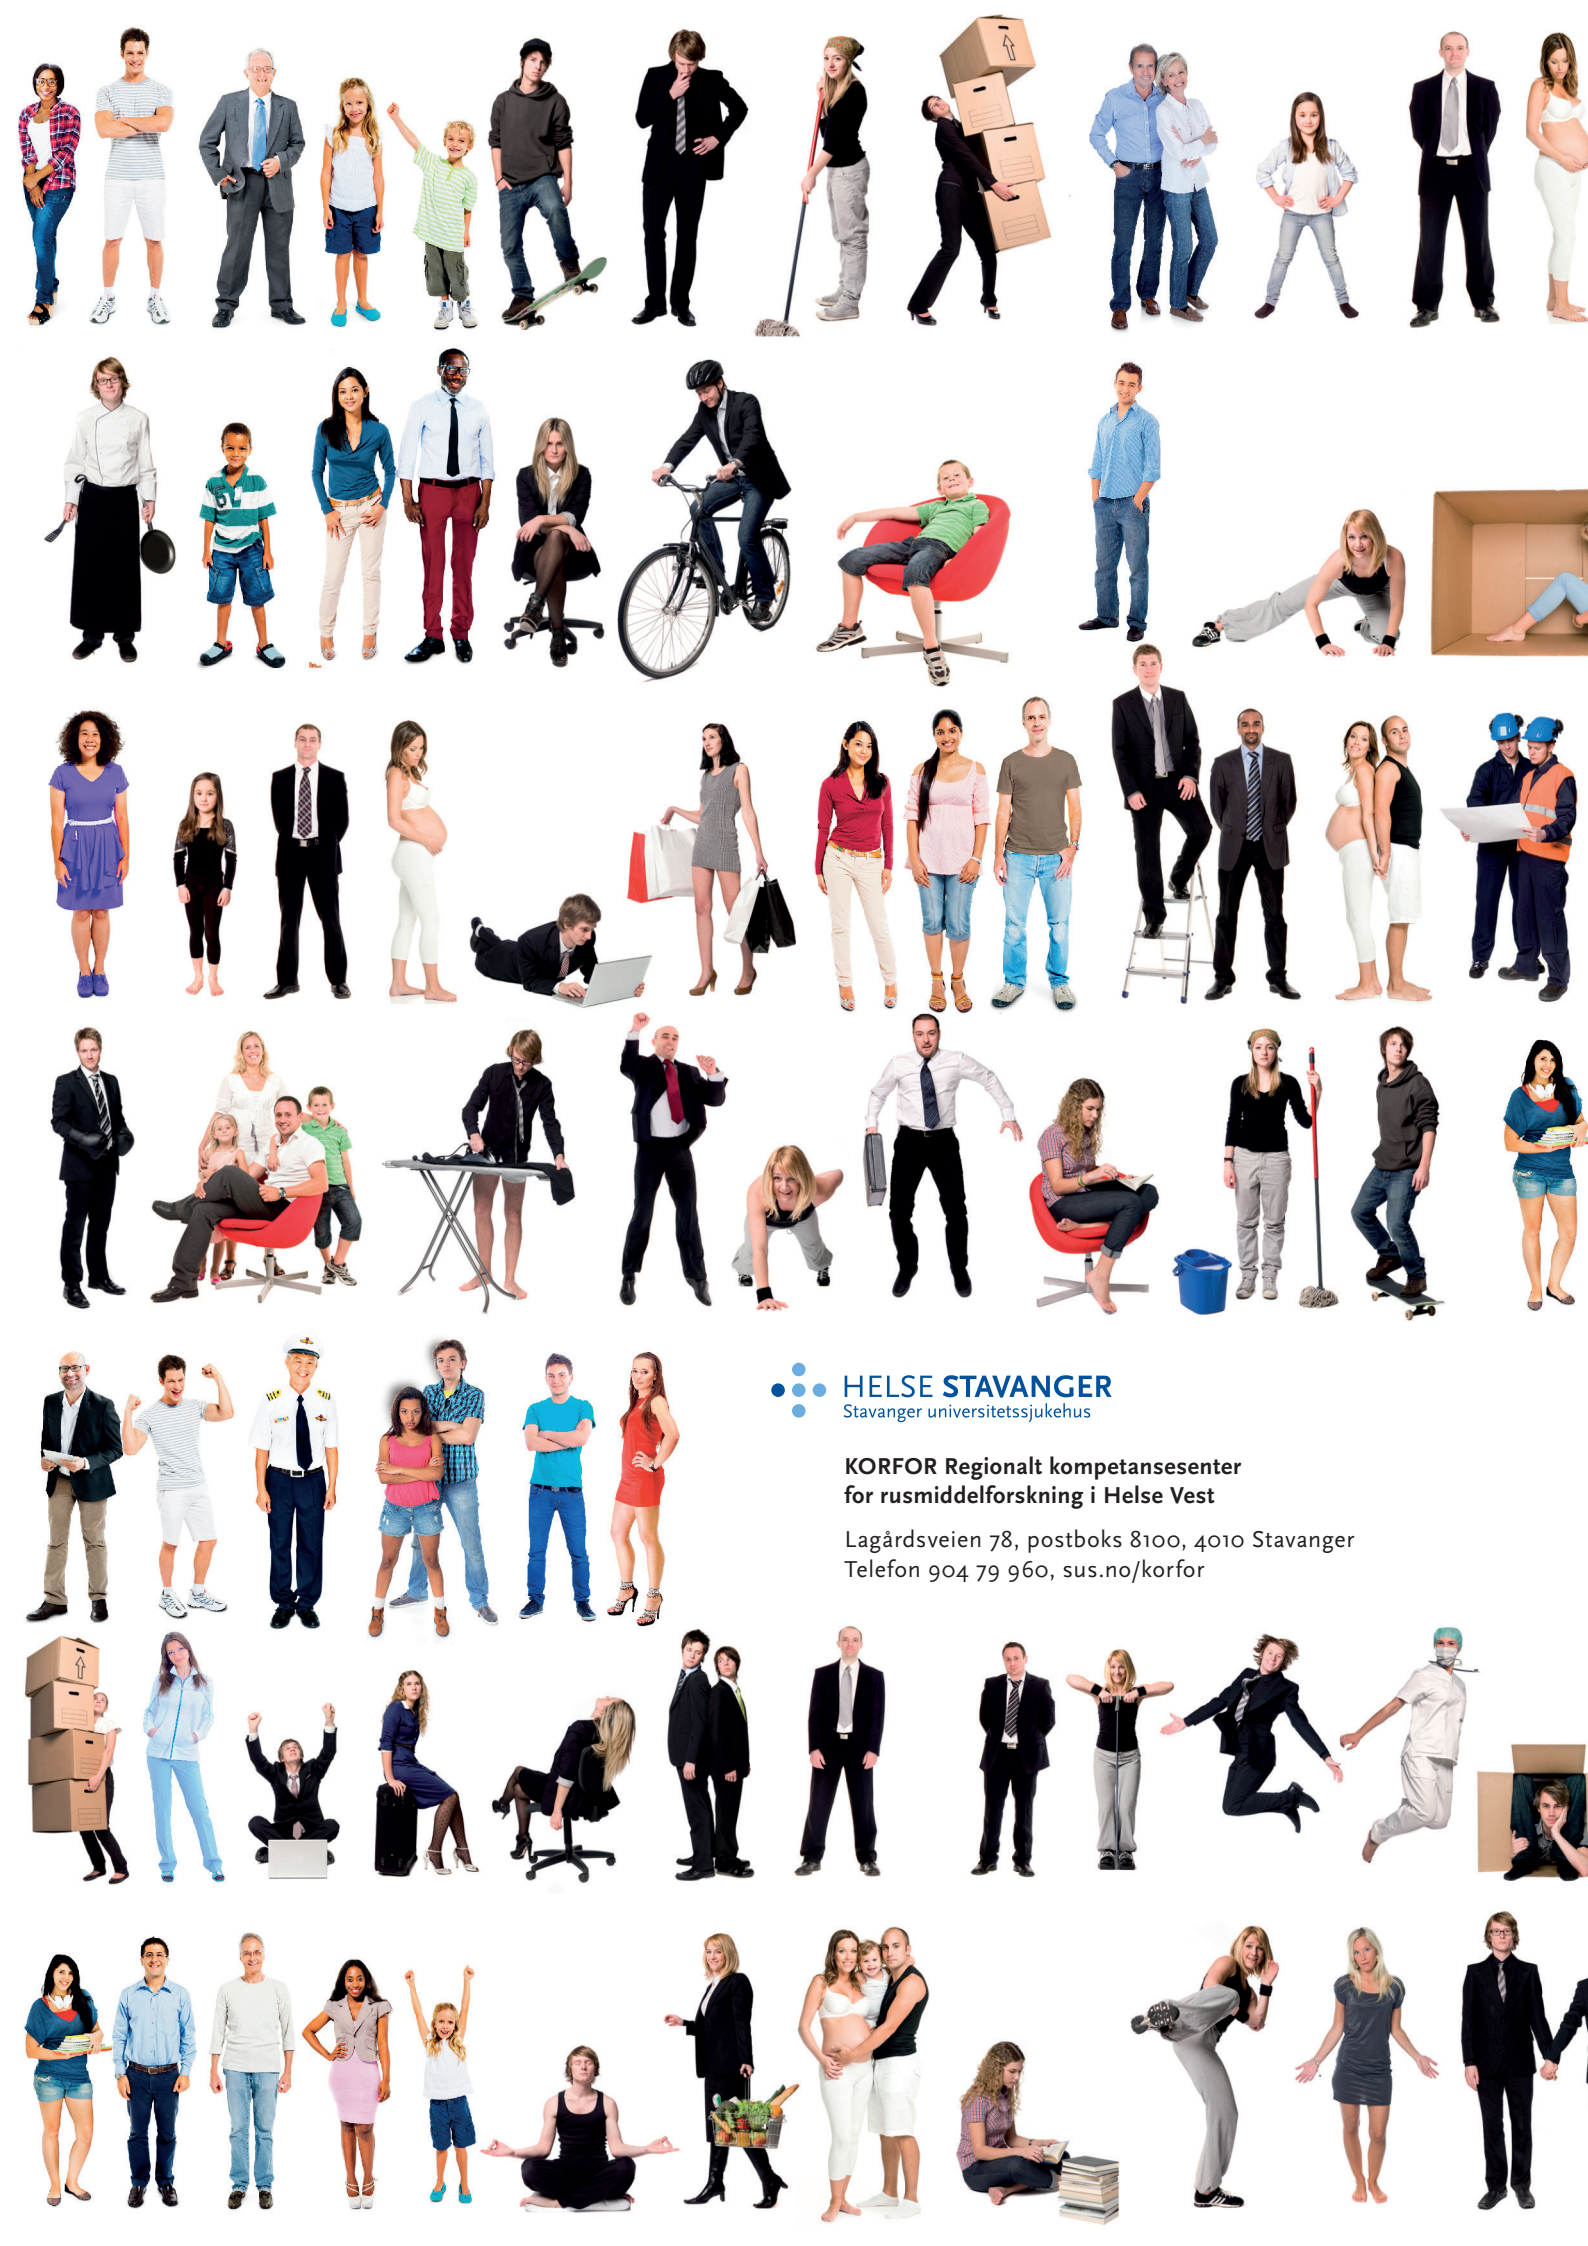 HELSE STAVANGER
Stavanger universitetssjukehus
KORFOR Regionalt kompetansesenter
for rusmiddelforskning i Helse Vest
Lagårdsveien 78, postboks 8100, 4010 Stavanger
Telefon 904 79 960, sus.no/korfor